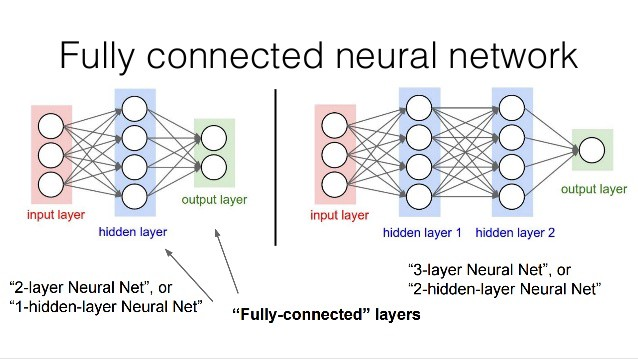 Fully connected neural network
input layer
hidden layer
output layer
input layer
hidden layer 1
hidden layer 2
output layer
“2-layer Neural Net”, or
“1-hidden-layer Neural Net”
“Fully-connected” layers
“3-layer Neural Net”, or
“2-hidden-layer Neural Net”